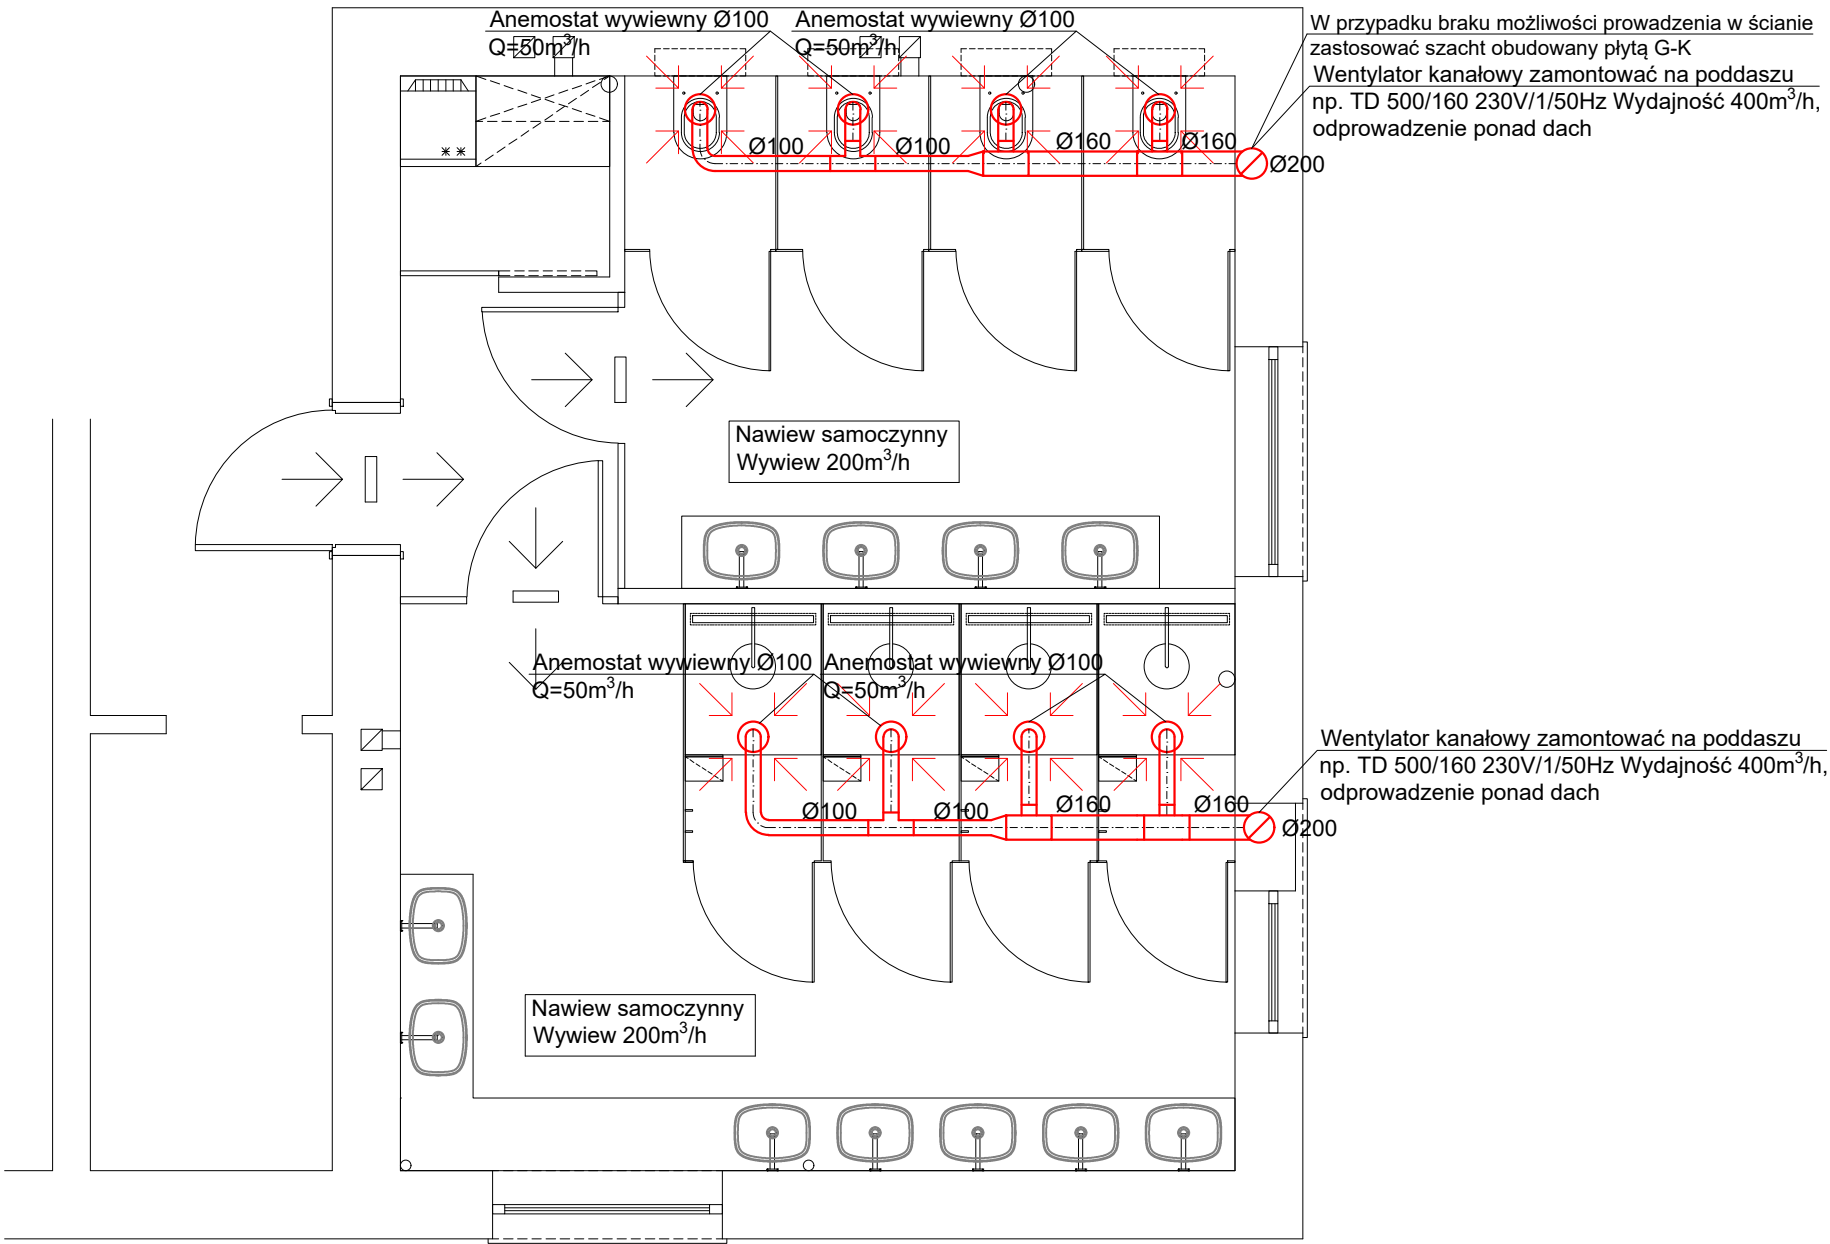 Anemostat wywiewny Ø100
Q=50m³/h
Anemostat wywiewny Ø100
Q=50m³/h
W przypadku braku możliwości prowadzenia w ścianie
zastosować szacht obudowany płytą G-K
Wentylator kanałowy zamontować na poddaszu
np. TD 500/160 230V/1/50Hz Wydajność 400m³/h,
odprowadzenie ponad dach
Ø100
Ø100
Ø160
Ø160
Ø200
Nawiew samoczynny
Wywiew 200m³/h
Anemostat wywiewny Ø100
Q=50m³/h
Anemostat wywiewny Ø100
Q=50m³/h
Wentylator kanałowy zamontować na poddaszu
np. TD 500/160 230V/1/50Hz Wydajność 400m³/h,
odprowadzenie ponad dach
Ø100
Ø100
Ø160
Ø160
Ø200
Nawiew samoczynny
Wywiew 200m³/h